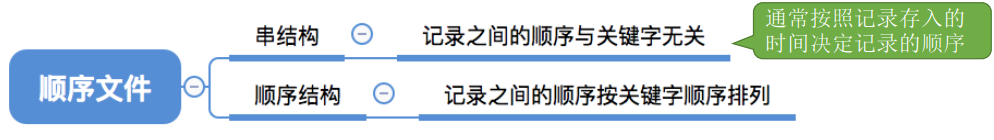 顺序文件
串结构
记录之间的顺序与关键字无关
通常按照记录存入的
时间决定记录的顺序
顺序结构
记录之间的顺序按关键字顺序排列